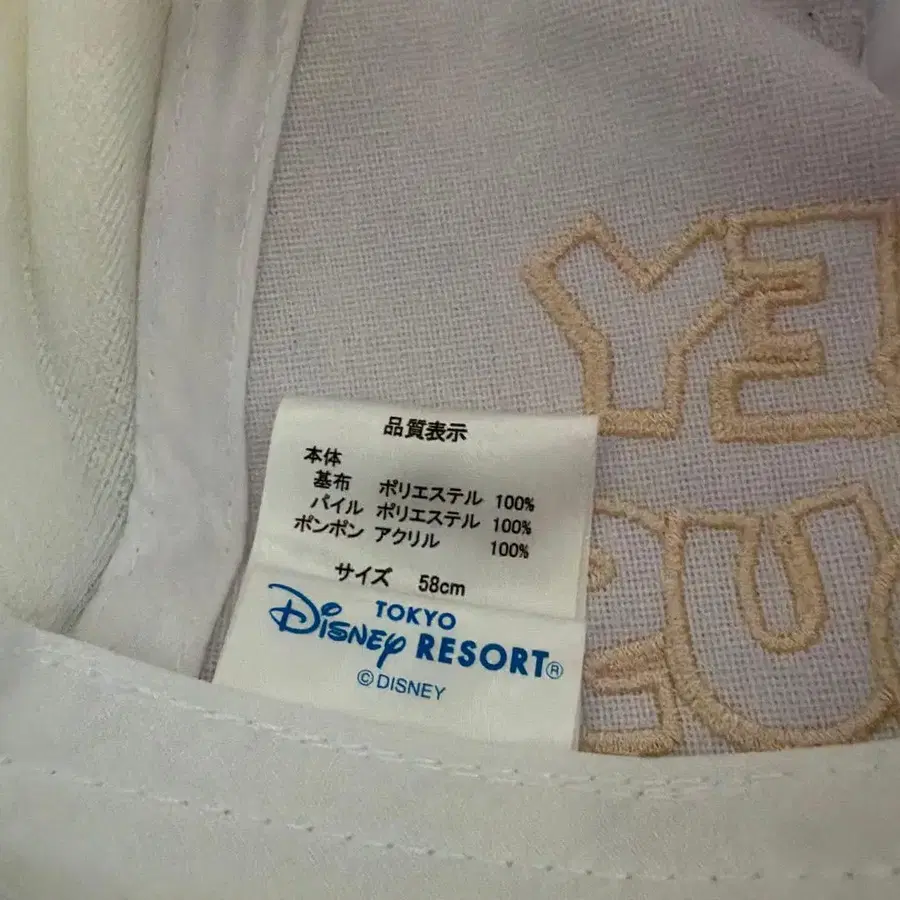 品質表示
本体
基布 ポリエステル 100%
パイル ポリエステル 100%
ポンポン アクリル 100%
サイズ 58cm
TOKYO
Disney RESORT®
© DISNEY